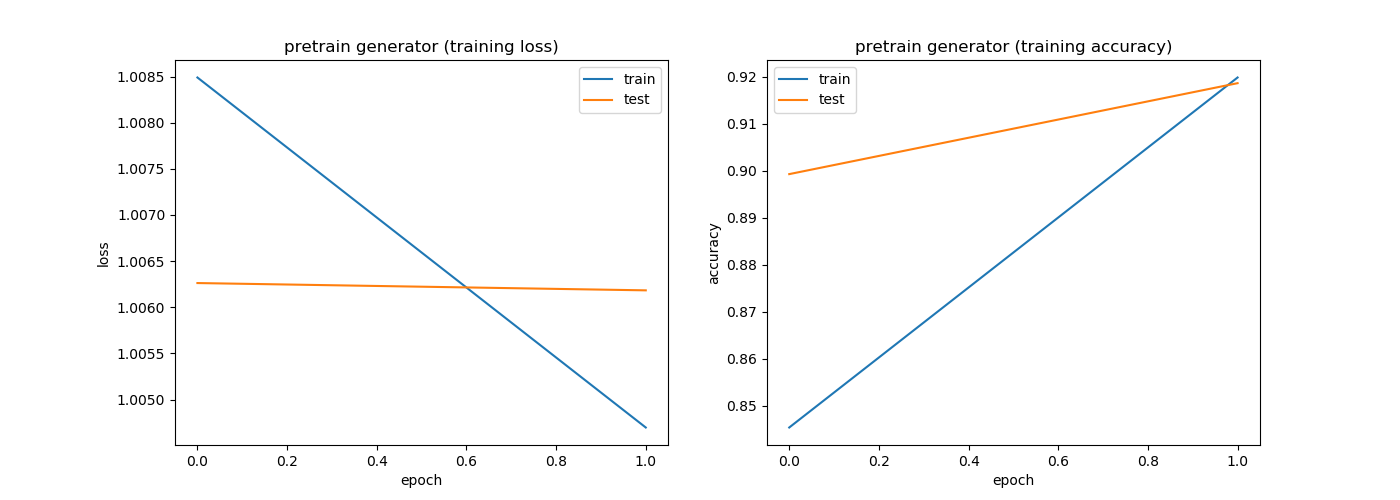 pretrain generator (training loss)
1.0085
1.0080
1.0075
1.0070
1.0065
1.0060
1.0055
1.0050
loss
train
test
0.0 0.2 0.4 0.6 0.8 1.0
epoch
pretrain generator (training accuracy)
0.92
0.91
0.90
0.89
0.88
0.87
0.86
0.85
accuracy
train
test
0.0 0.2 0.4 0.6 0.8 1.0
epoch